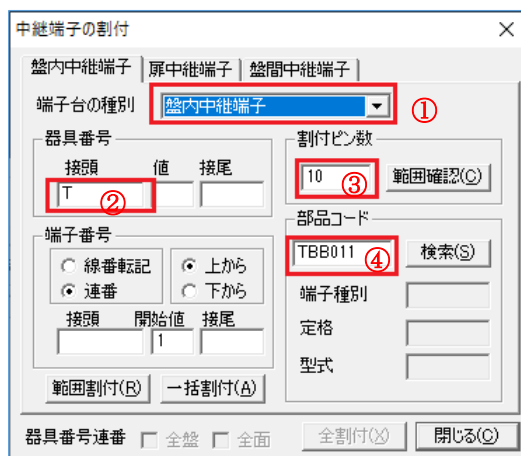 中継端子の割付
盤内中継端子 扉中継端子 盤間中継端子
端子台の種別 盤内中継端子 ①
器具番号
接頭 値 接尾
T ②
割付ピン数
10 ③ 範囲確認(C)
部品コード
TBB011 ④ 検索(S)
端子種別
定格
型式
端子番号
線番転記 上から
連番 下から
接頭 開始値 接尾
1
範囲割付(R) 一括割付(A)
器具番号連番 全盤 全面 全割付(X) 閉じる(C)